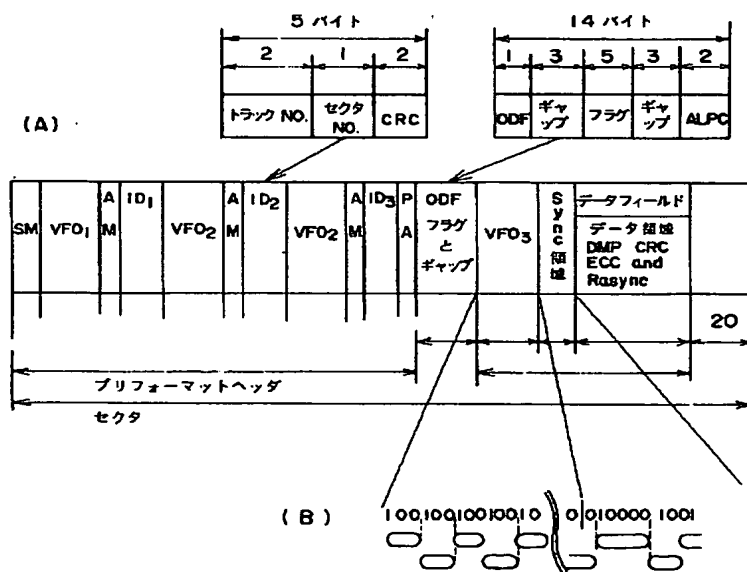 5 バイト
14 バイト
2 1 2
1 3 5 3 2
(A)
トラック NO. セクタ NO. CRC
ODF ギャップ フラグ ギャップ ALPC
SM VFO₁ AM ID₁ VFO₂ AM ID₂ VFO₂ AM ID₃ PA ODF フラグとギャップ VFO₃ Sync 領域 データフィールド
データ領域
DMP CRC
ECC and
Rasync
20
プリフォーマットヘッダ
セクタ
(B)
10010010010010 0010000 1001